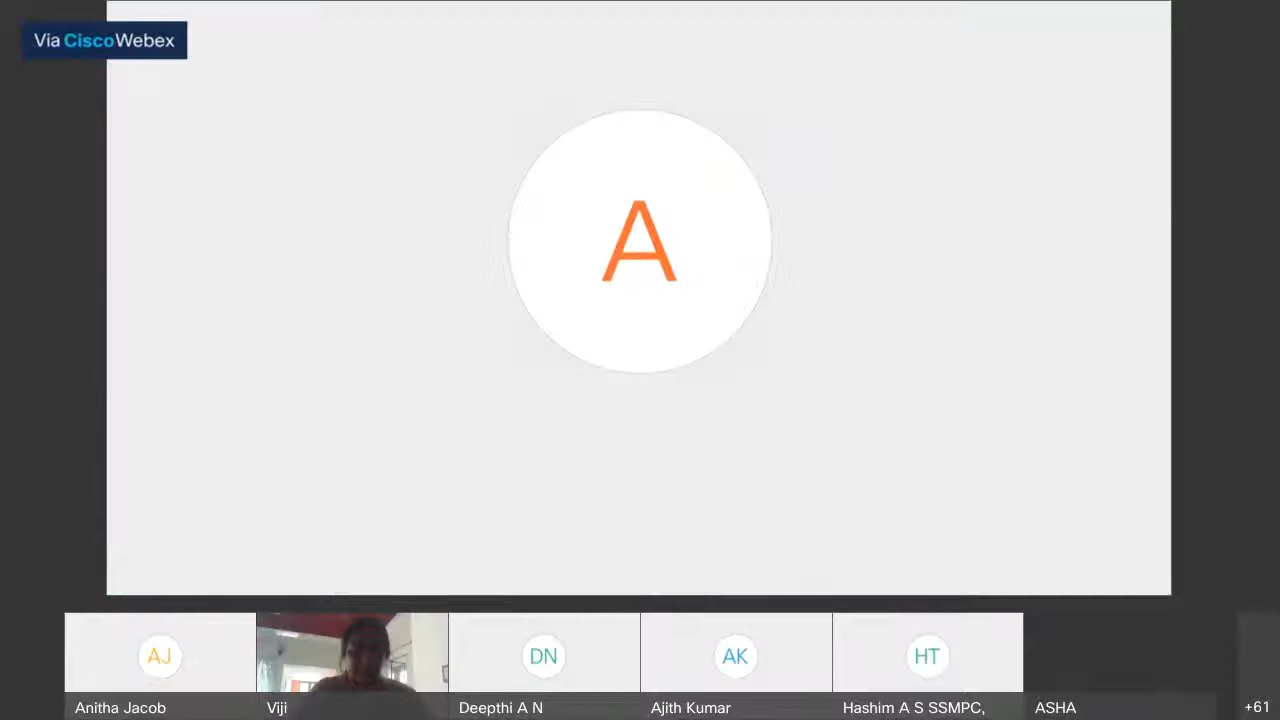 Via CiscoWebex
A
AJ
DN
AK
HT
Anitha Jacob
Viji
Deepthi A N
Ajith Kumar
Hashim A S SSMPC,
ASHA
+61